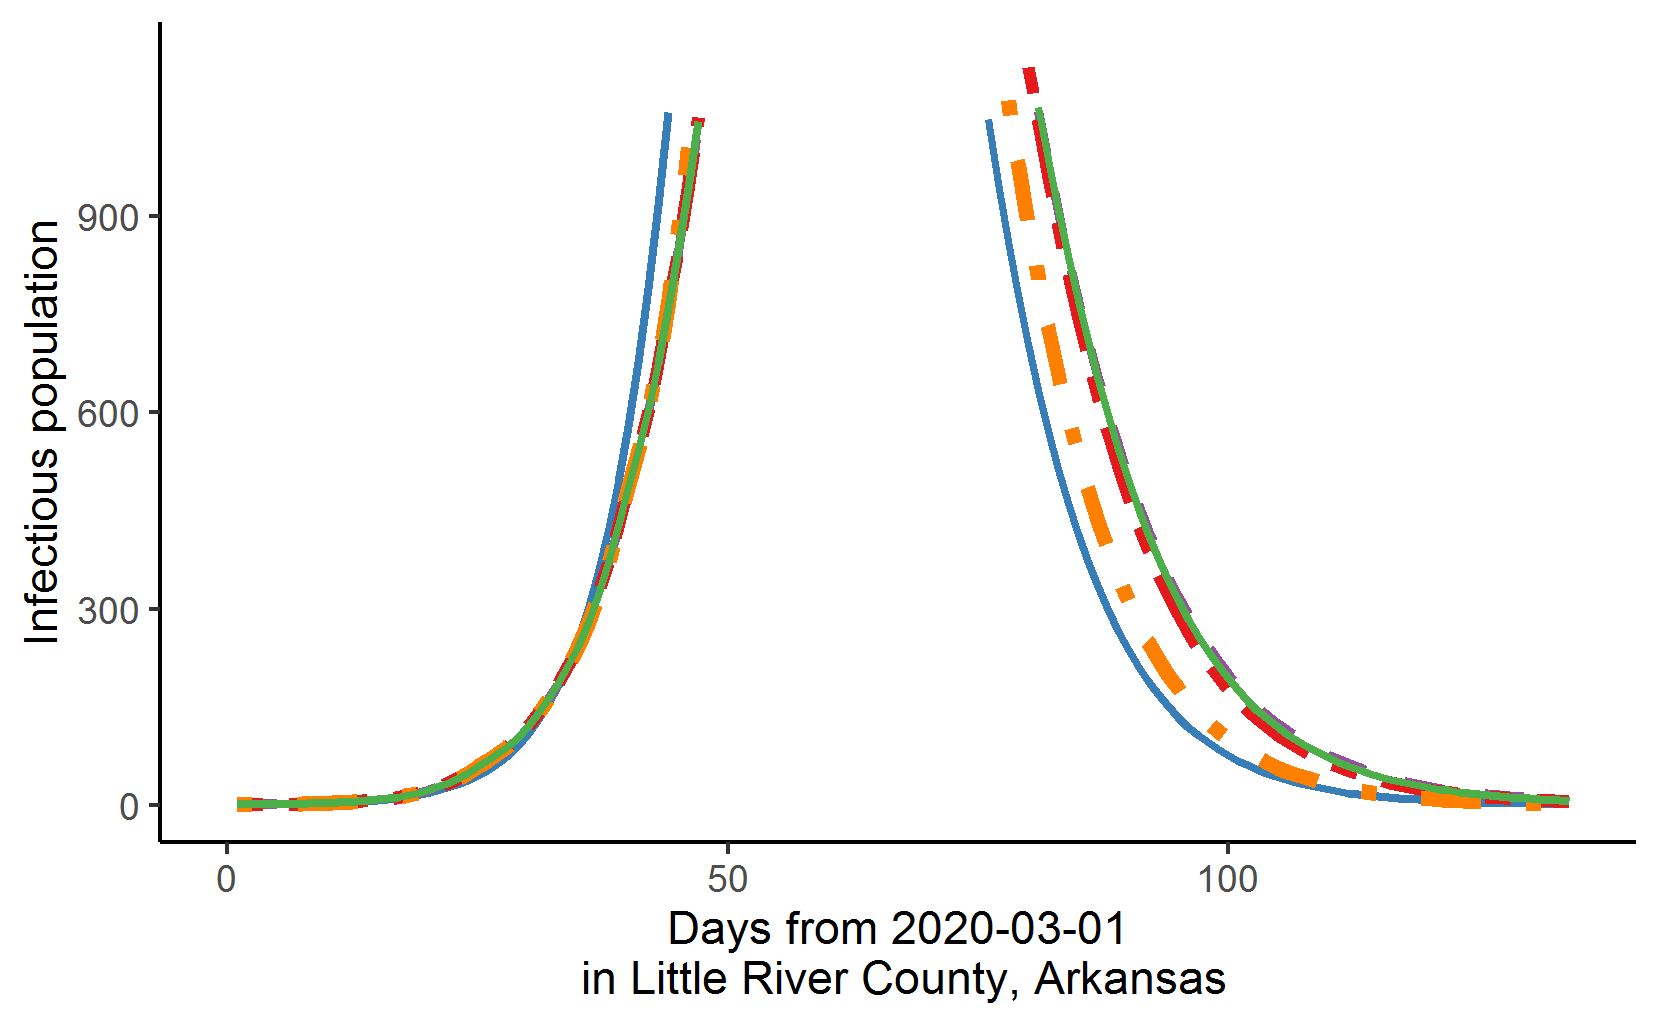 Infectious population
900
600
300
0
0
50
100
Days from 2020-03-01
in Little River County, Arkansas